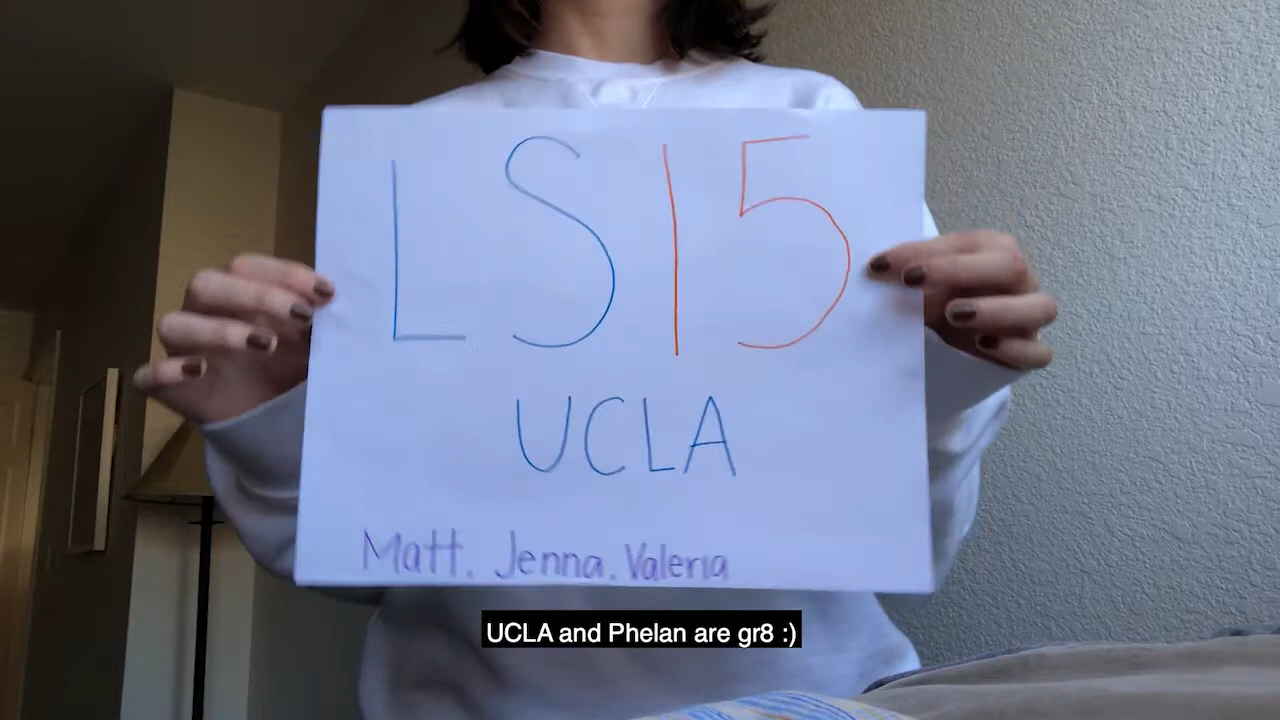 LS15
UCLA
Matt. Jenna. Valeria
UCLA and Phelan are gr8 :)